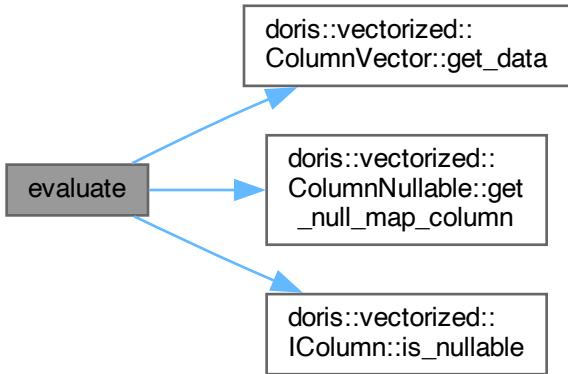 evaluate
doris::vectorized::
ColumnVector::get_data
doris::vectorized::
ColumnNullable::get
_null_map_column
doris::vectorized::
IColumn::is_nullable